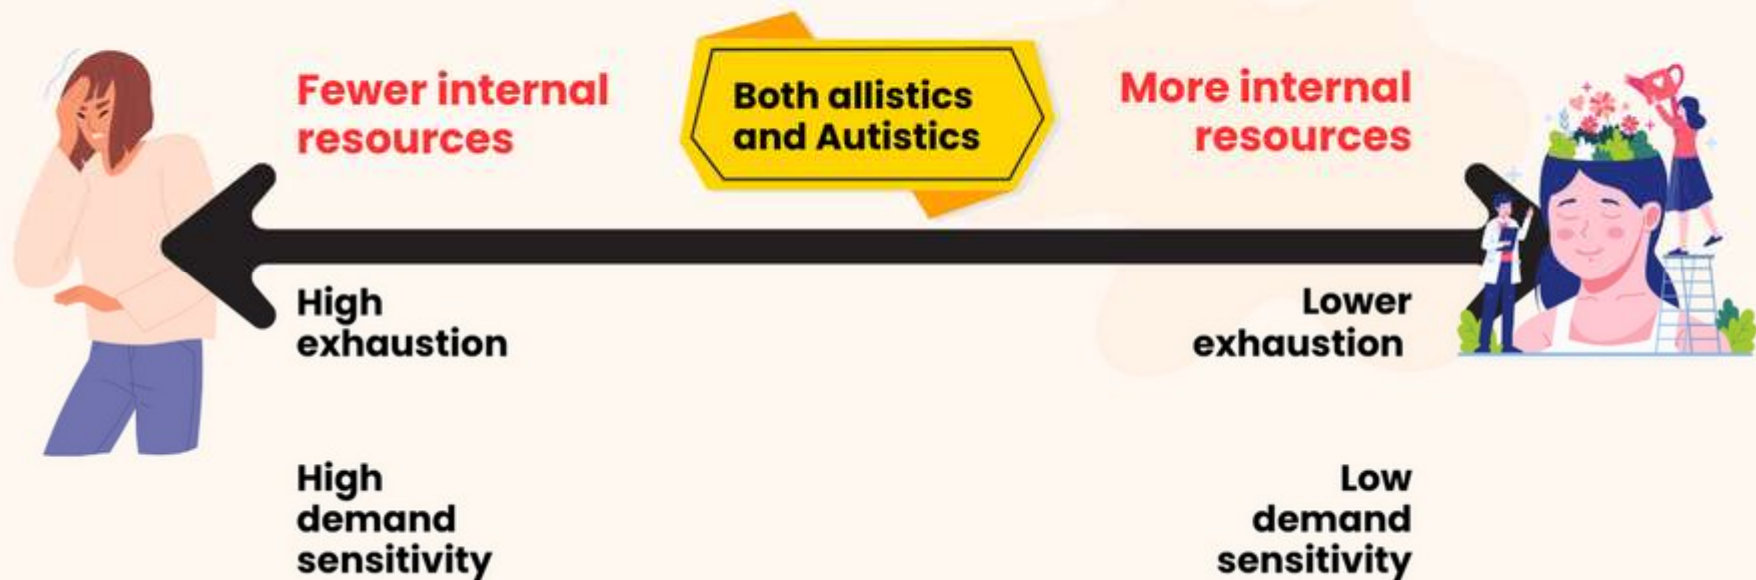 Fewer internal
resources
Both allistics
and Autistics
More internal
resources
High
exhaustion
Lower
exhaustion
High
demand
sensitivity
Low
demand
sensitivity